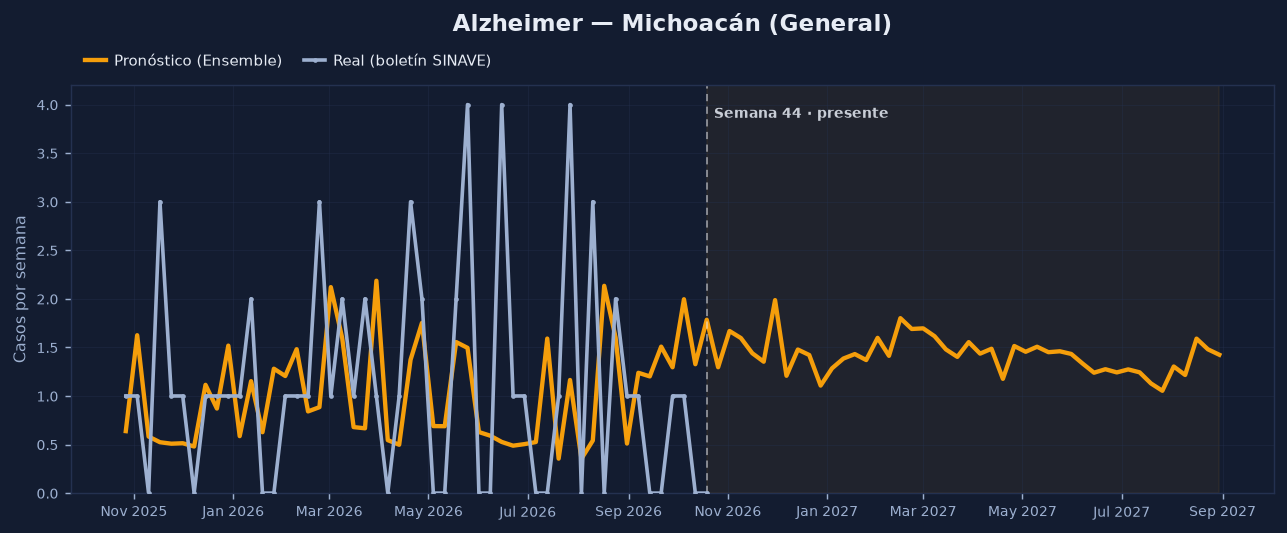 Alzheimer — Michoacán (General)
Pronóstico (Ensemble)
Real (boletín SINAVE)
Semana 44 · presente
Casos por semana
4.0
3.5
3.0
2.5
2.0
1.5
1.0
0.5
0.0
Nov 2025
Jan 2026
Mar 2026
May 2026
Jul 2026
Sep 2026
Nov 2026
Jan 2027
Mar 2027
May 2027
Jul 2027
Sep 2027